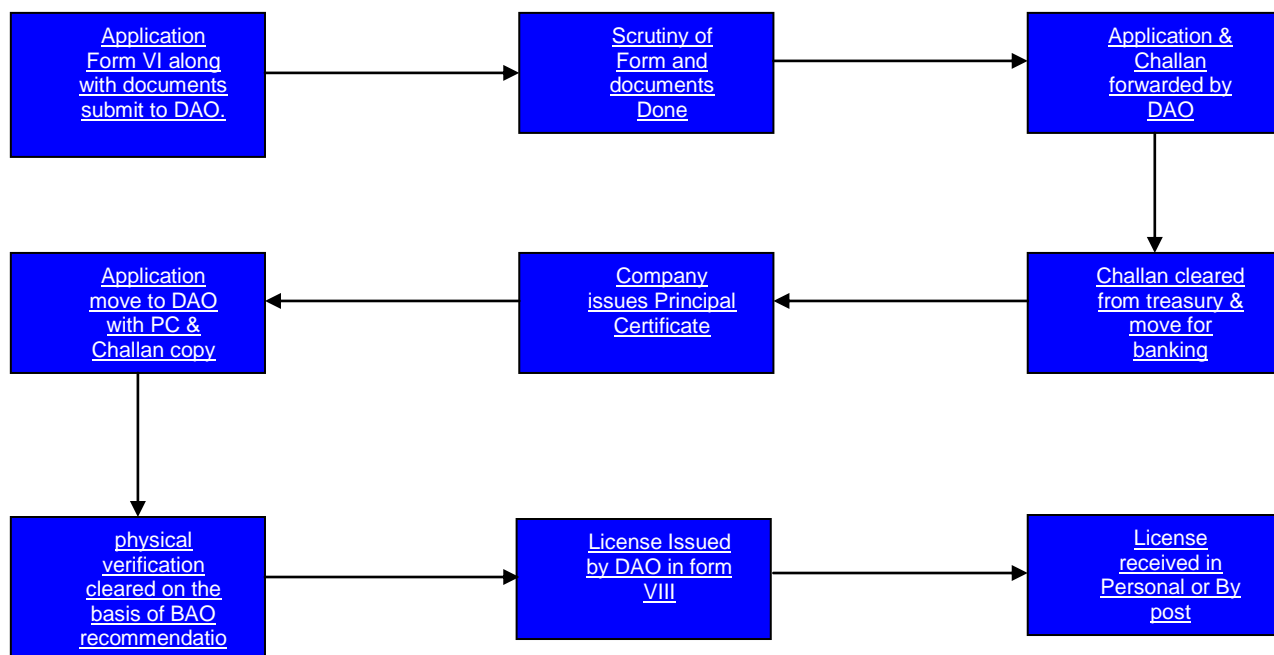 Application
Form VI along
with documents
submit to DAO.
Scrutiny of
Form and
documents
Done
Application &
Challan
forwarded by
DAO
Challan cleared
from treasury &
move for
banking
Company
issues Principal
Certificate
Application
move to DAO
with PC &
Challan copy
physical
verification
cleared on the
basis of BAO
recommendatio
License Issued
by DAO in form
VIII
License
received in
Personal or By
post